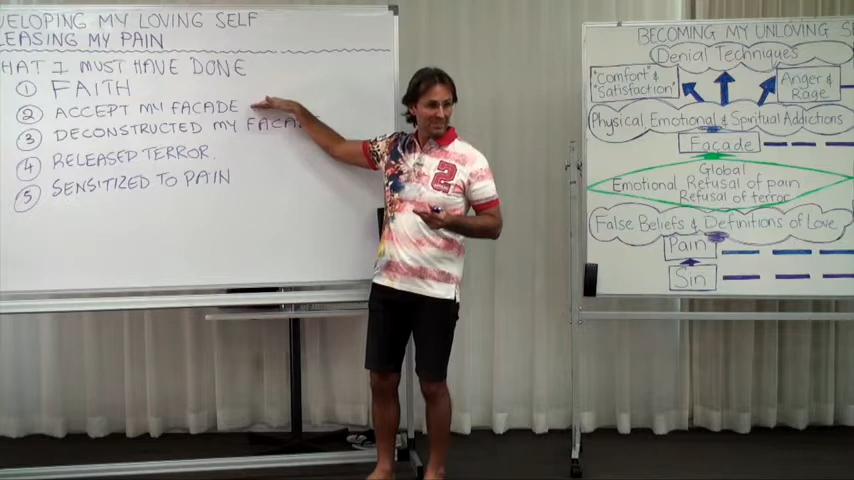 VELOPING MY LOVING SELF
LEASING MY PAIN
HAT I MUST HAVE DONE
1 FAITH
2 ACCEPT MY FACADE
3 DECONSTRUCTED MY FACA
4 RELEASED TERROR.
5 SENSITIZED TO PAIN
2
BECOMING MY UNLOVING S
Denial Techniques
Comfort & Satisfaction
Anger & Rage
Physical Emotional & Spiritual Addictions
Façade
Global
Emotional Refusal of pain
Refusal of terror
False Beliefs & Definitions of Love
Pain
Sin